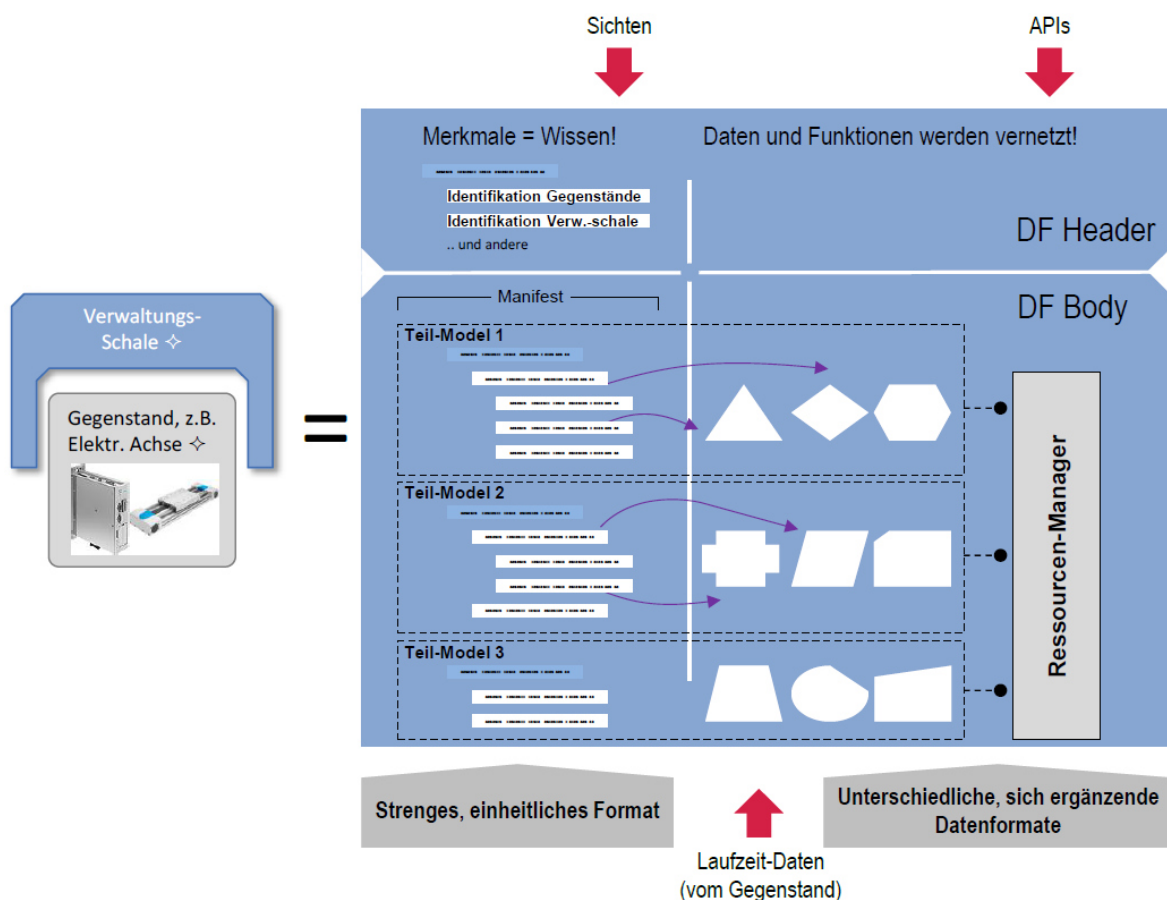 Sichten
APIs
Merkmale = Wissen!
Daten und Funktionen werden vernetzt!
Identifikation Gegenstände
Identifikation Verw.-schale
.. und andere
DF Header
Verwaltungs-
Schale
Gegenstand, z.B.
Elektr. Achse
=
Manifest
DF Body
Teil-Model 1
Teil-Model 2
Teil-Model 3
Ressourcen-Manager
Strenges, einheitliches Format
Unterschiedliche, sich ergänzende
Datenformate
Laufzeit-Daten
(vom Gegenstand)